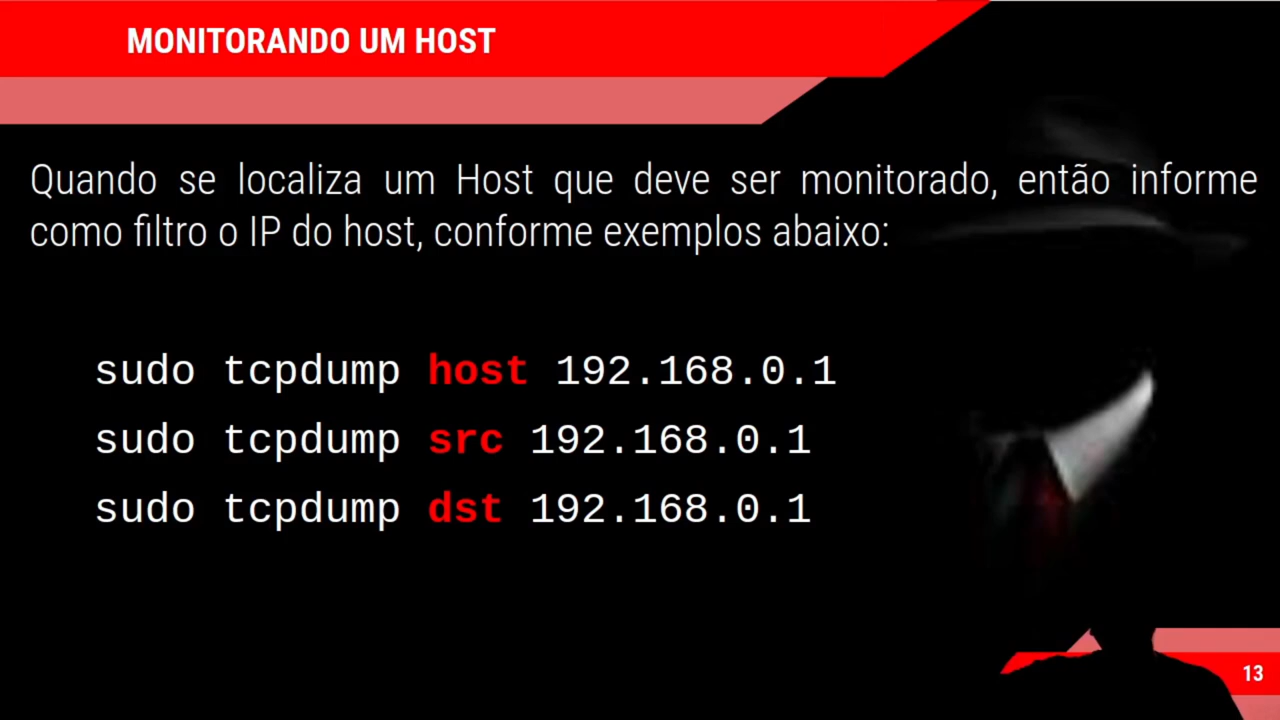 MONITORANDO UM HOST
Quando se localiza um Host que deve ser monitorado, então informe
como filtro o IP do host, conforme exemplos abaixo:
sudo tcpdump host 192.168.0.1
sudo tcpdump src 192.168.0.1
sudo tcpdump dst 192.168.0.1
13